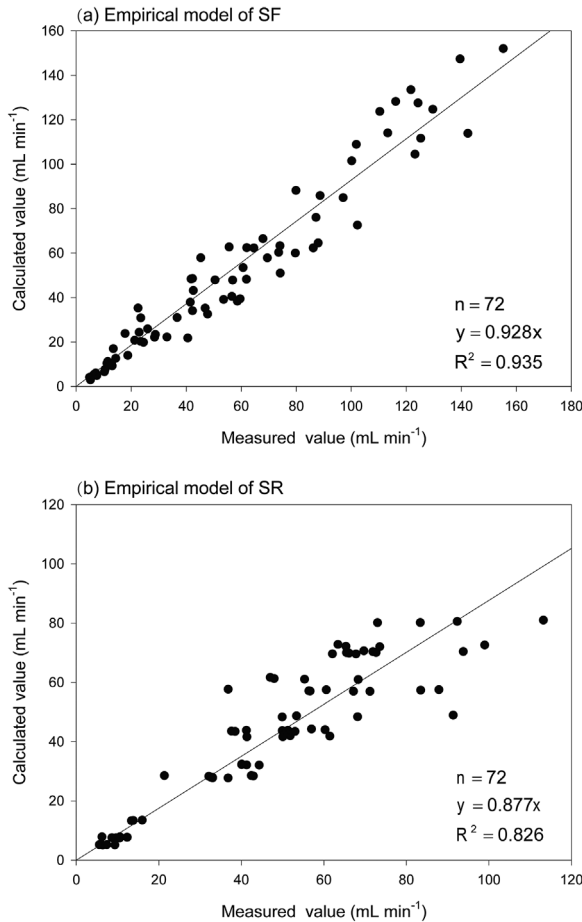 (a) Empirical model of SF
160
140
120
100
80
60
40
20
0
Calculated value (mL min⁻¹)
n = 72
y = 0.928x
R² = 0.935
0 20 40 60 80 100 120 140 160 180
Measured value (mL min⁻¹)
(b) Empirical model of SR
120
100
80
60
40
20
0
Calculated value (mL min⁻¹)
n = 72
y = 0.877x
R² = 0.826
0 20 40 60 80 100 120
Measured value (mL min⁻¹)